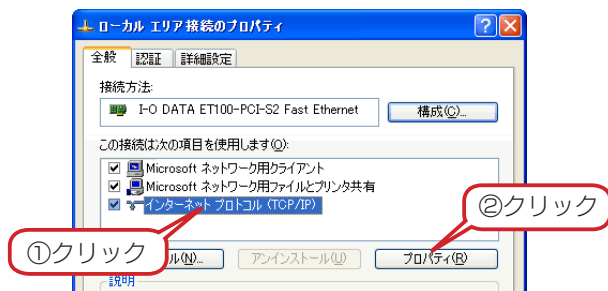 ローカル エリア接続のプロパティ
全般 認証 詳細設定
接続方法:
I-O DATA ET100-PCI-S2 Fast Ethernet 構成(C)...
この接続は次の項目を使用します(O):
Microsoft ネットワーク用クライアント
Microsoft ネットワーク用ファイルとプリンタ共有
インターネット プロトコル (TCP/IP)
②クリック
①クリック
ール(N)... アンインストール(U) プロパティ(R)
説明